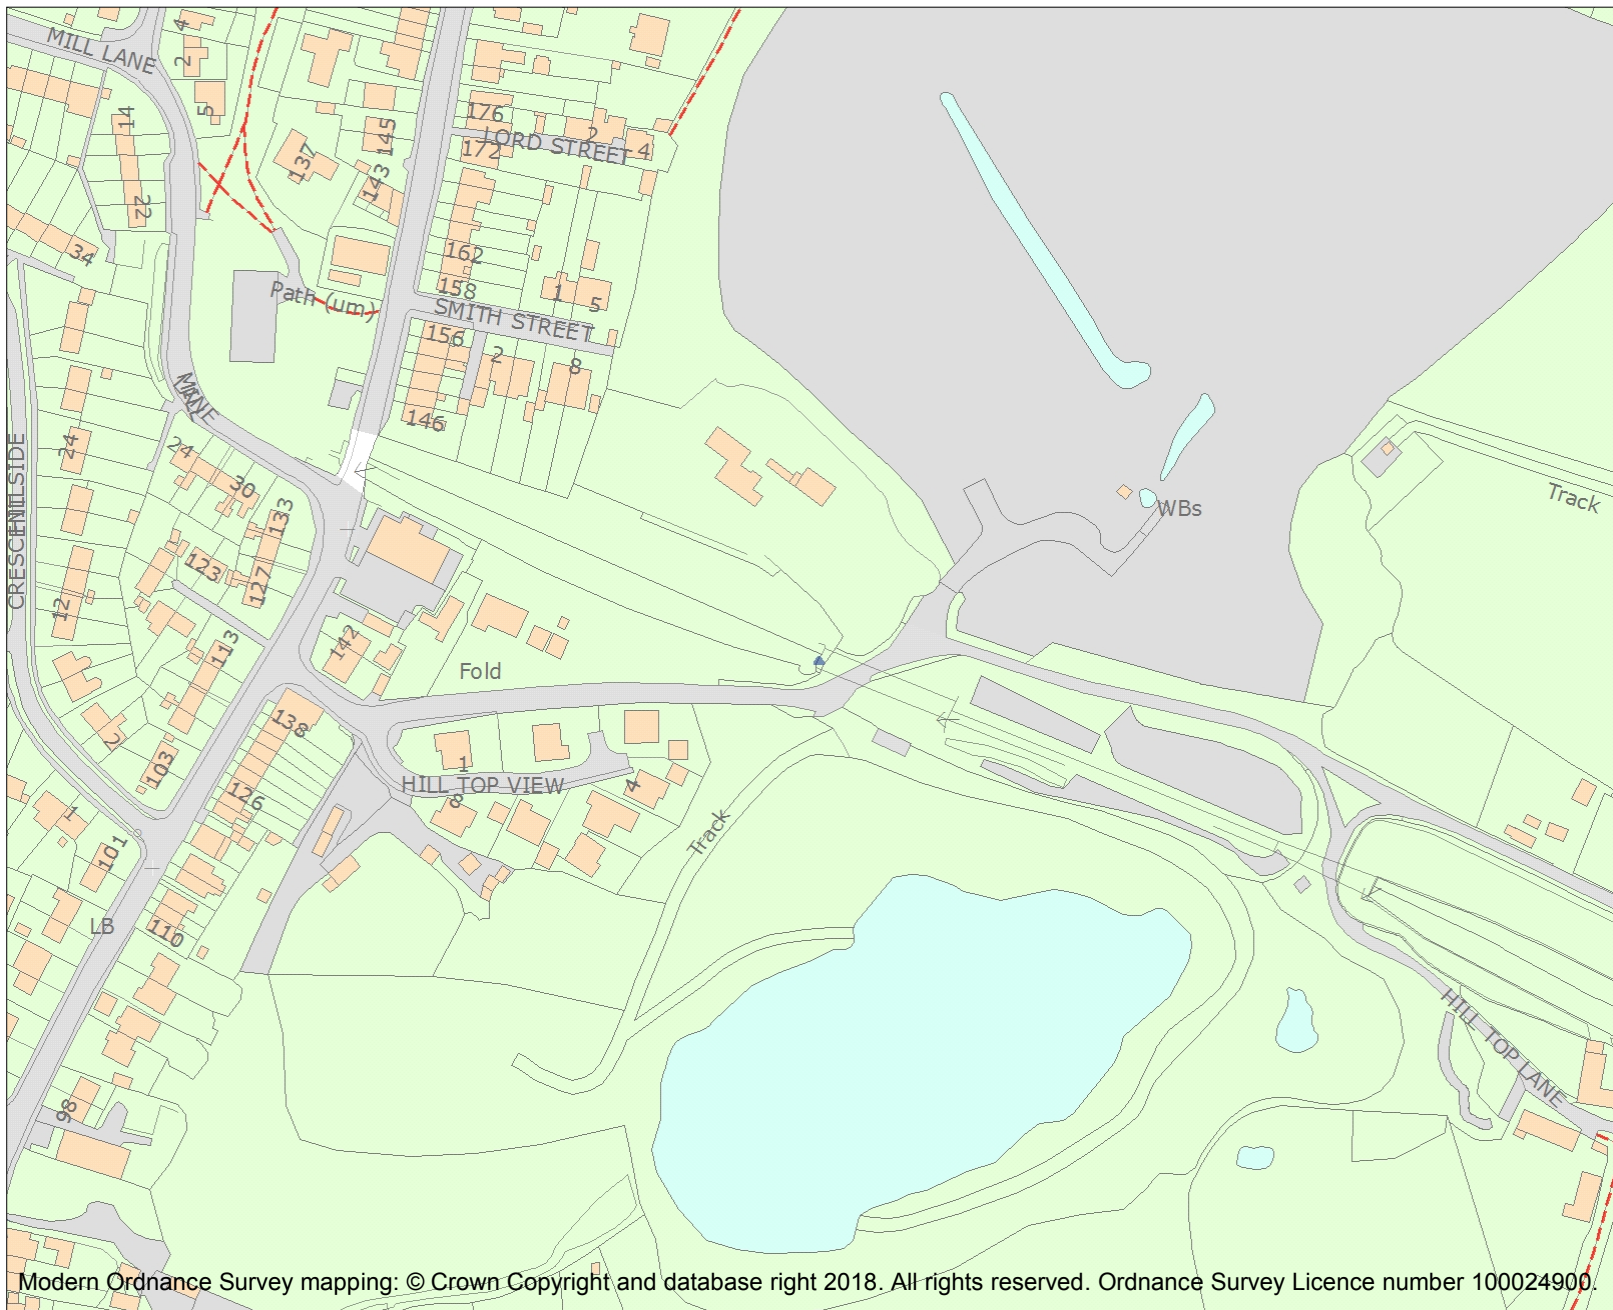 MILL LANE
4
2
5
14
22
34
137
145
143
176
LORD STREET
172
2
4
162
158
1
5
Path (um)
SMITH STREET
156
2
8
146
MILL
LANE
24
24
30
133
123
127
12
CRESCENT
HILLSIDE
113
142
Fold
WBs
Track
2
103
138
126
1
HILL TOP VIEW
8
4
Track
1
101
LB
110
98
HILL TOP LANE
Modern Ordnance Survey mapping: © Crown Copyright and database right 2018. All rights reserved. Ordnance Survey Licence number 100024900.